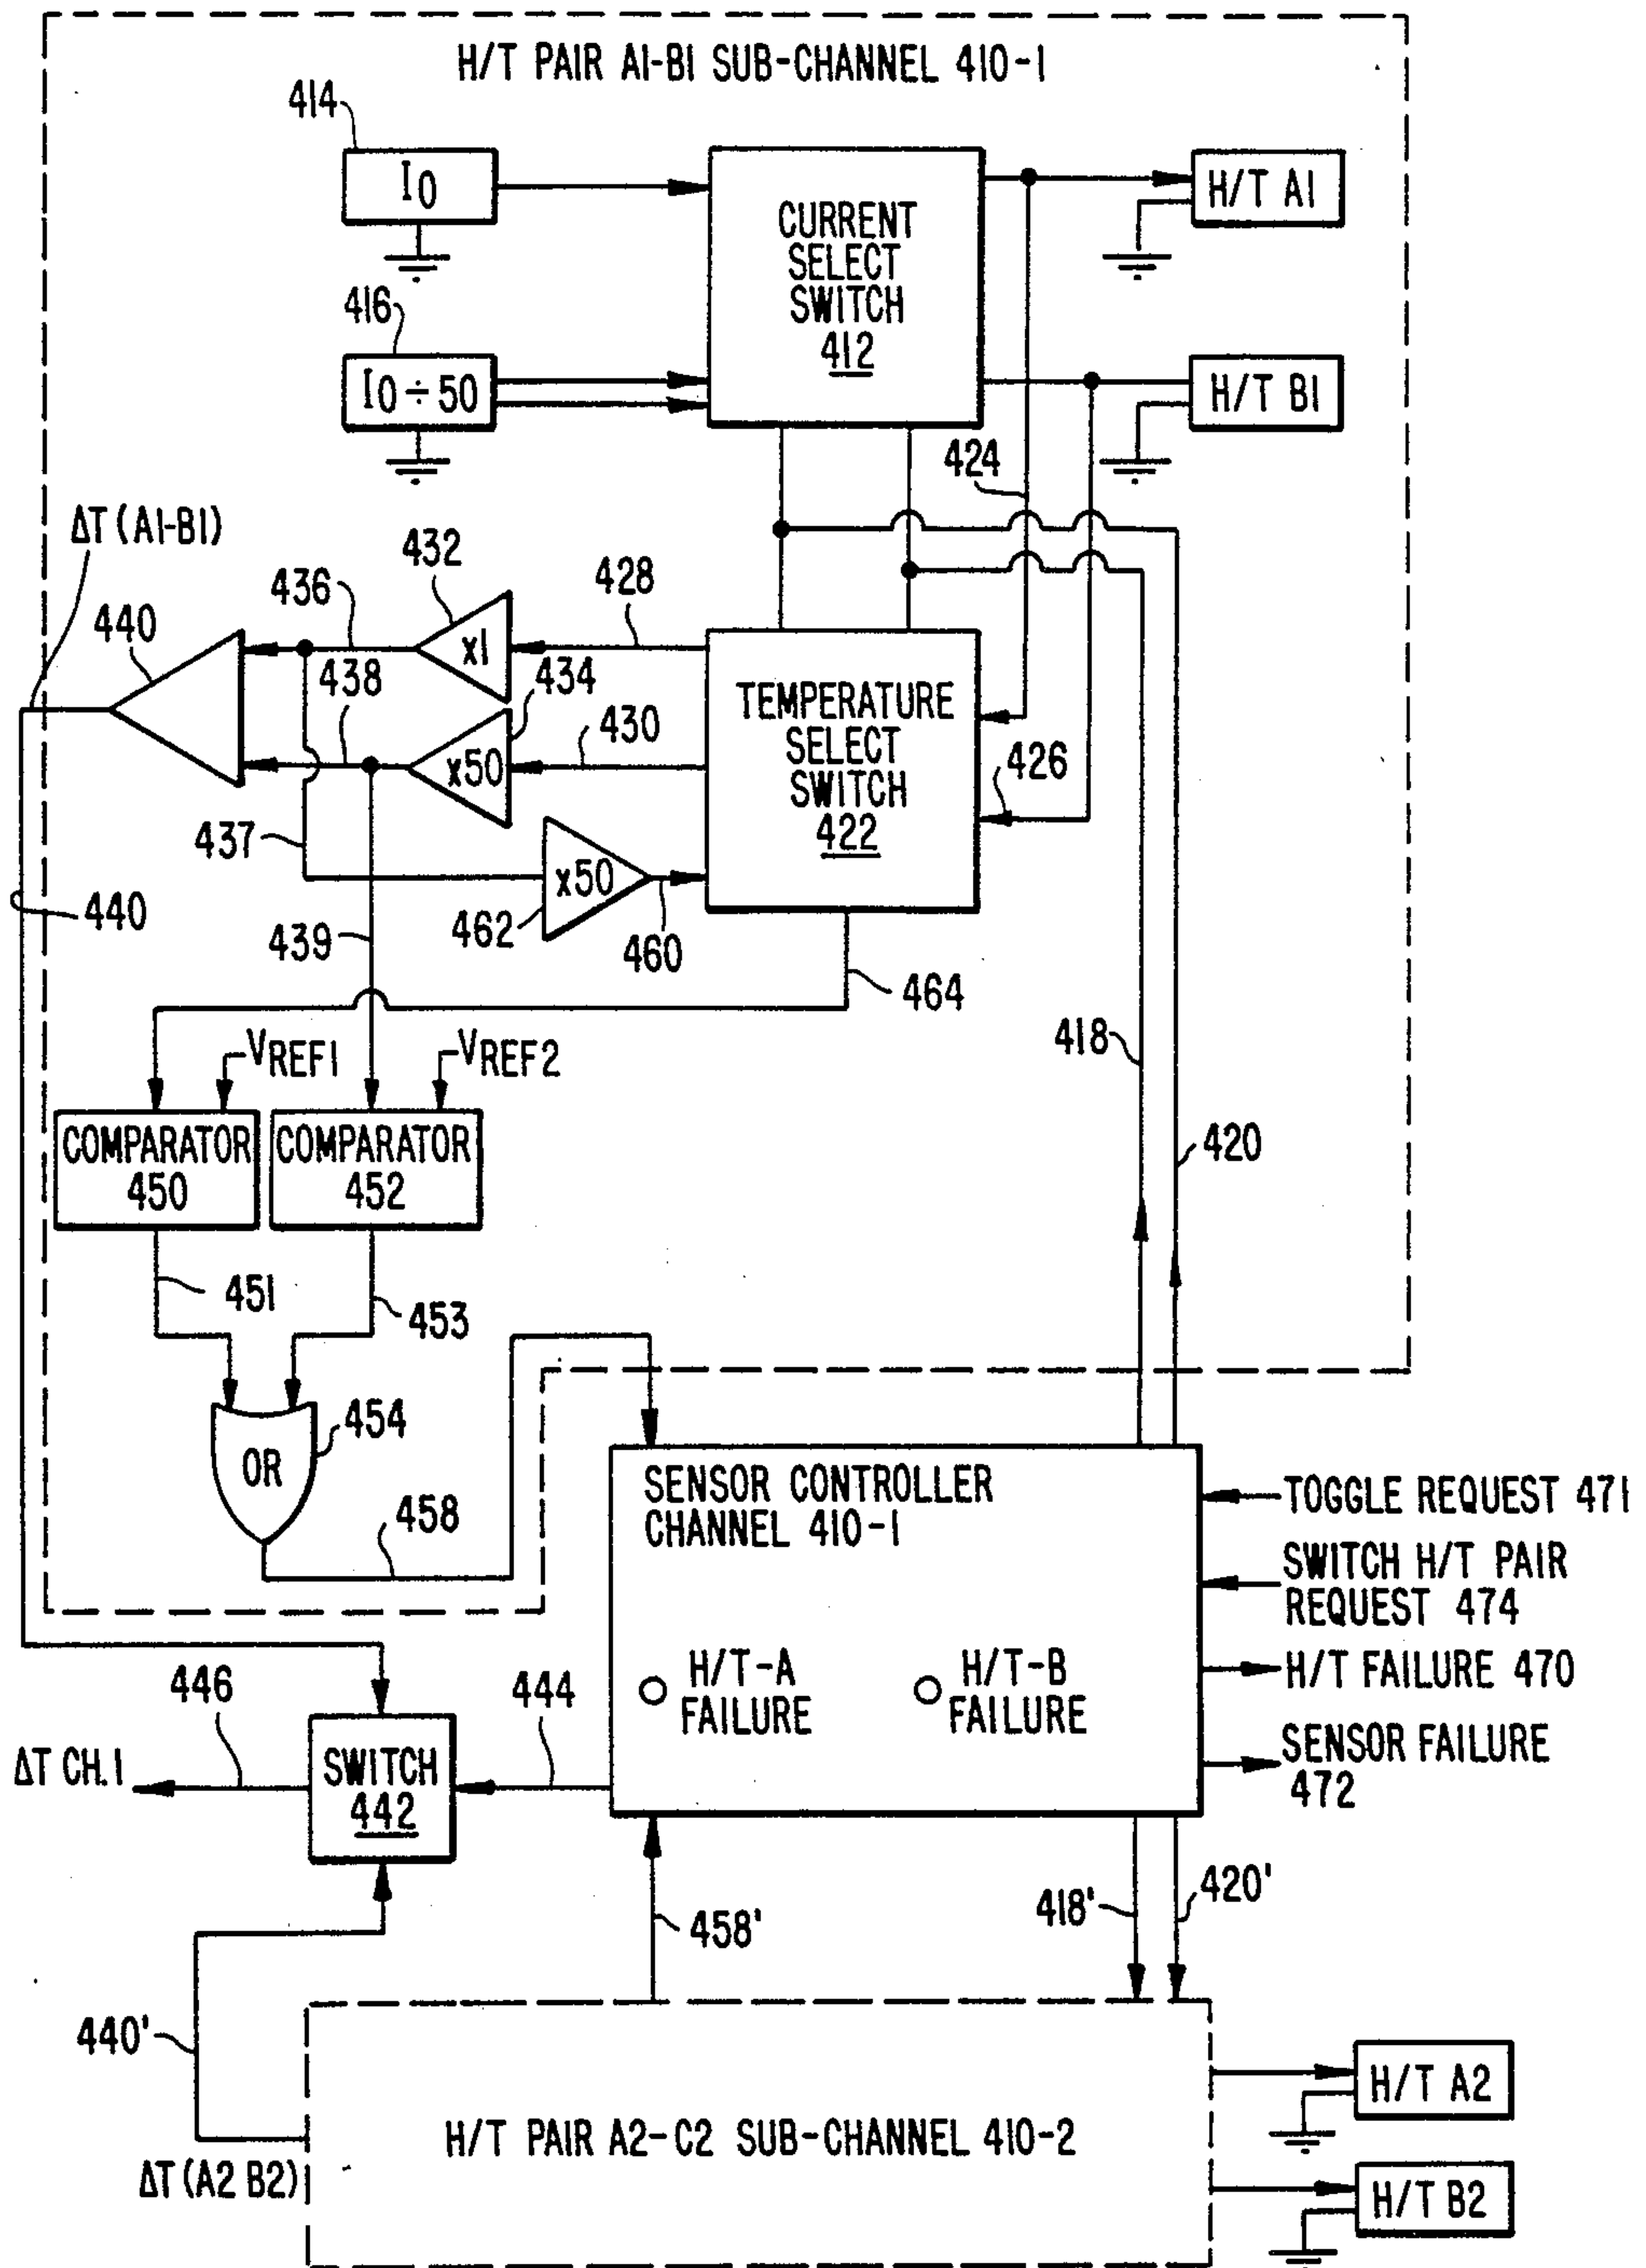 H/T PAIR A1-B1 SUB-CHANNEL 410-1
414
I0
CURRENT
SELECT
SWITCH
412
H/T A1
416
I0 ÷ 50
H/T B1
424
ΔT (A1-B1)
440
436
432
x1
428
438
434
x50
430
TEMPERATURE
SELECT
SWITCH
422
426
437
x50
462
460
440
439
464
418
420
VREF1
VREF2
COMPARATOR
450
COMPARATOR
452
451
453
OR
454
458
SENSOR CONTROLLER
CHANNEL 410-1
TOGGLE REQUEST 471
SWITCH H/T PAIR
REQUEST 474
H/T FAILURE 470
SENSOR FAILURE
472
H/T-A
FAILURE
H/T-B
FAILURE
446
444
ΔT CH.1
SWITCH
442
458'
418'
420'
440'
ΔT (A2 B2)
H/T PAIR A2-C2 SUB-CHANNEL 410-2
H/T A2
H/T B2